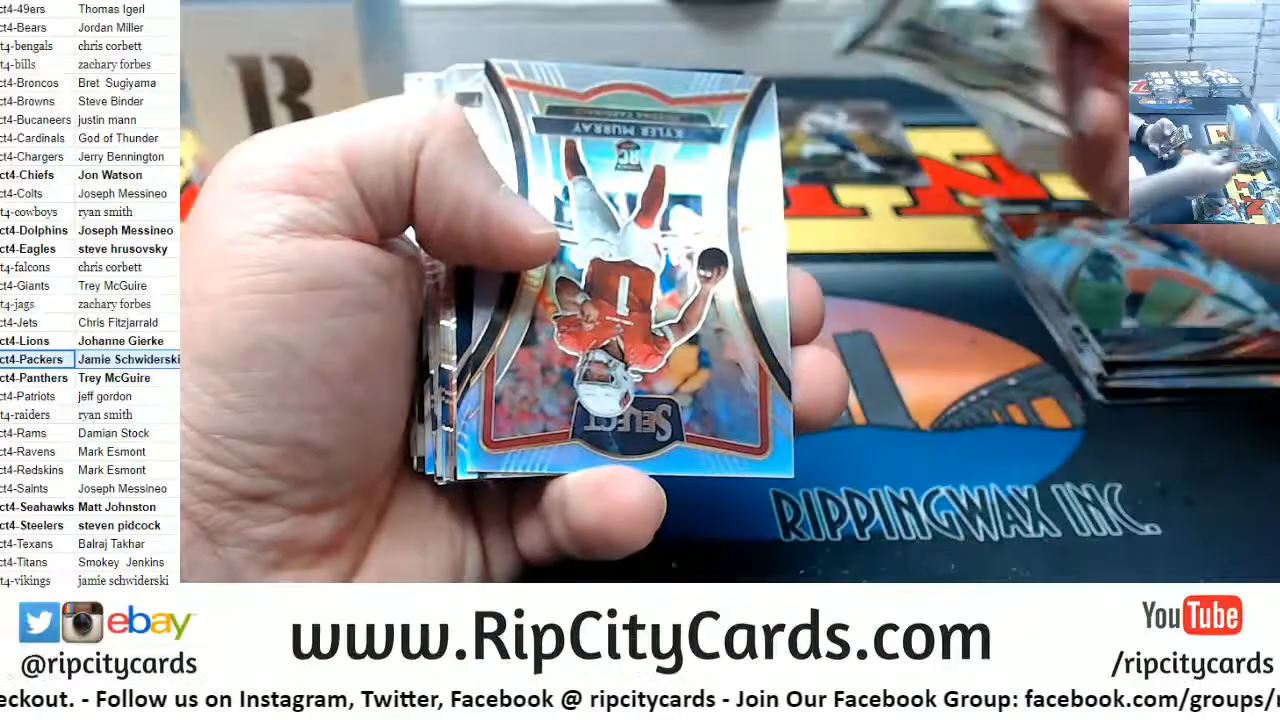 ct4-49ers Thomas Igerl
ct4-Bears Jordan Miller
t4-bengals chris corbett
t4-bills zachary forbes
ct4-Broncos Bret Sugiyama
ct4-Browns Steve Binder
ct4-Bucaneers justin mann
ct4-Cardinals God of Thunder
ct4-Chargers Jerry Bennington
ct4-Chiefs Jon Watson
ct4-Colts Joseph Messineo
t4-cowboys ryan smith
ct4-Dolphins Joseph Messineo
ct4-Eagles steve hrusovsky
t4-falcons chris corbett
ct4-Giants Trey McGuire
t4-jags zachary forbes
ct4-Jets Chris Fitzjarrald
ct4-Lions Johanne Gierke
ct4-Packers Jamie Schwiderski
ct4-Panthers Trey McGuire
ct4-Patriots jeff gordon
t4-raiders ryan smith
ct4-Rams Damian Stock
ct4-Ravens Mark Esmont
ct4-Redskins Mark Esmont
ct4-Saints Joseph Messineo
ct4-Seahawks Matt Johnston
ct4-Steelers steven pidcock
ct4-Texans Balraj Takhar
ct4-Titans Smokey Jenkins
t4-vikings jamie schwiderski
B
KYLER MURRAY
RC
1
SELECT
RIPPINGWAX INC.
ebay
@ripcitycards
www.RipCityCards.com
YouTube
/ripcitycards
eckout. - Follow us on Instagram, Twitter, Facebook @ ripcitycards - Join Our Facebook Group: facebook.com/groups/